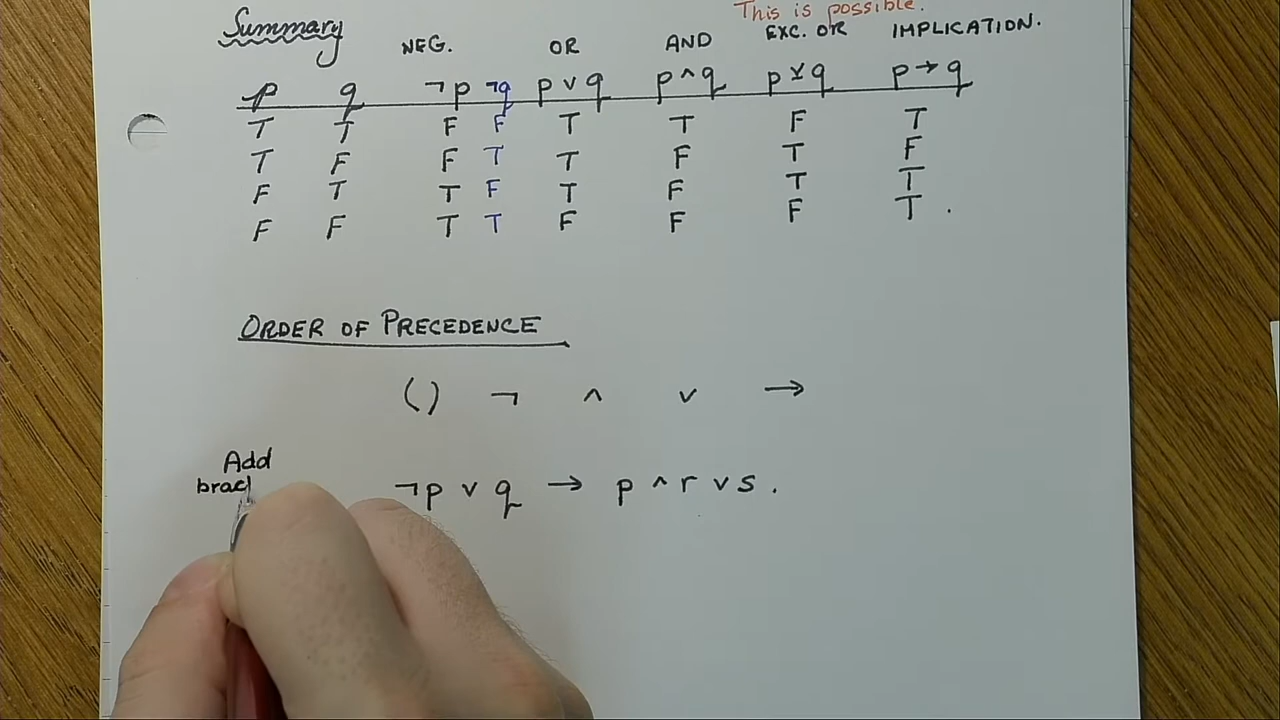 This is possible.
Summary NEG. OR AND EXC. OR IMPLICATION.
p q ¬p ¬q p ∨ q p ∧ q p ⊻ q p → q
T T F F T T F T
T F F T T F T F
F T T F T F T T
F F T T F F F T .
ORDER OF PRECEDENCE
( ) ¬ ∧ ∨ →
Add
¬p ∨ q → p ∧ r ∨ s .